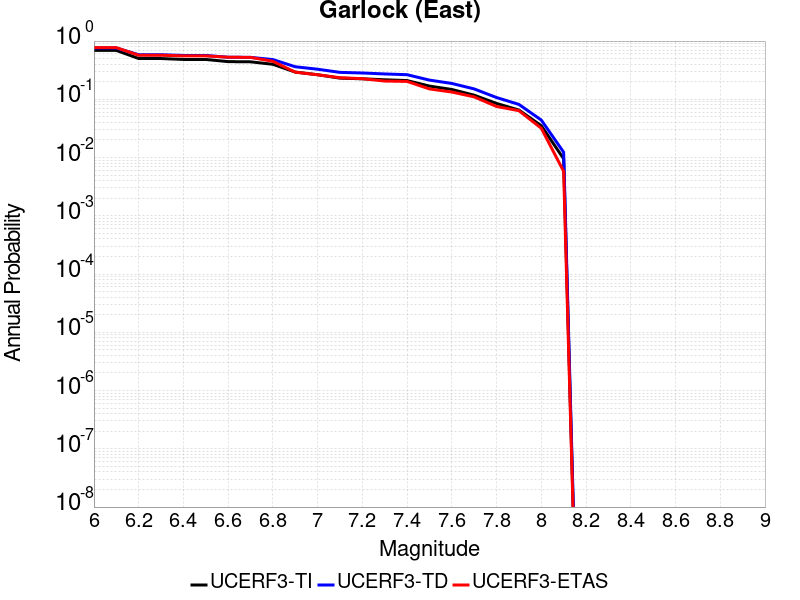 Garlock (East)
10^0
10^-1
10^-2
10^-3
10^-4
10^-5
10^-6
10^-7
10^-8
Annual Probability
6 6.2 6.4 6.6 6.8 7 7.2 7.4 7.6 7.8 8 8.2 8.4 8.6 8.8 9
Magnitude
UCERF3-TI UCERF3-TD UCERF3-ETAS